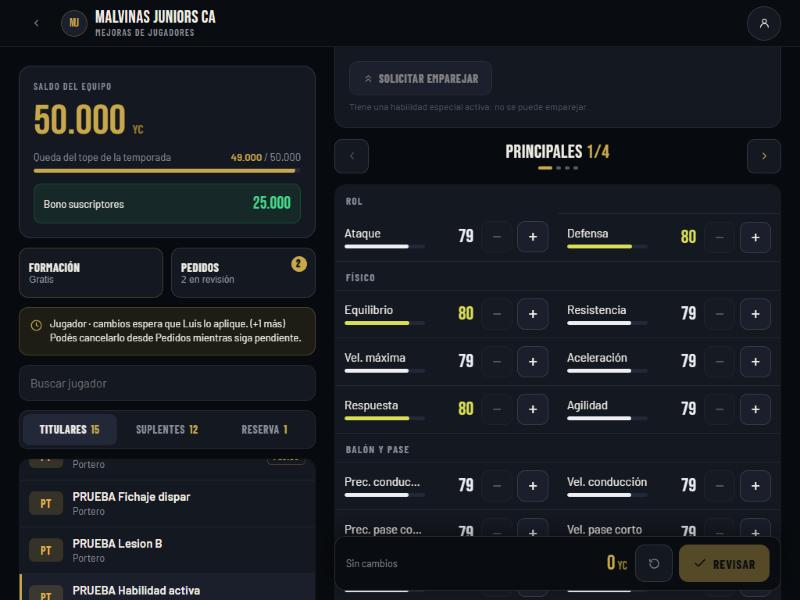 NJ
MALVINAS JUNIORS CA
MEJORAS DE JUGADORES
SALDO DEL EQUIPO
50.000 YC
Queda del tope de la temporada 49.000 / 50.000
Bono suscriptores 25.000
FORMACIÓN
Gratis
PEDIDOS
2 en revisión
2
Jugador · cambios espera que Luis lo aplique. (+1 más)
Podés cancelarlo desde Pedidos mientras siga pendiente.
Buscar jugador
TITULARES 15
SUPLENTES 12
RESERVA 1
Portero
PT
PRUEBA Fichaje dispar
Portero
PT
PRUEBA Lesion B
Portero
PT
PRUEBA Habilidad activa
SOLICITAR EMPAREJAR
Tiene una habilidad especial activa: no se puede emparejar.
PRINCIPALES 1/4
ROL
Ataque 79 − +
Defensa 80 − +
FÍSICO
Equilibrio 80 − +
Resistencia 79 − +
Vel. máxima 79 − +
Aceleración 79 − +
Respuesta 80 − +
Agilidad 79 − +
BALÓN Y PASE
Prec. conduc... 79 − +
Vel. conducción 79 − +
Prec. pase co... 79 − +
Vel. pase corto 79 − +
Sin cambios
0 YC
REVISAR